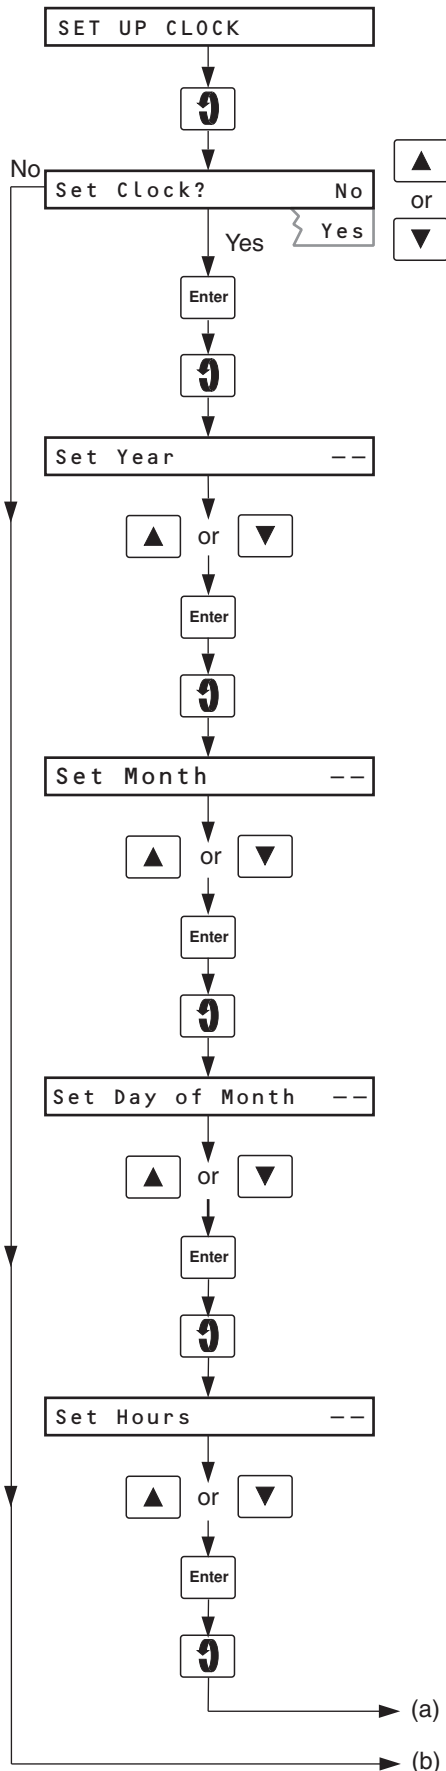 SET UP CLOCK
No
Set Clock? No
or
Yes
Yes
Enter
Set Year ––
or
Enter
Set Month ––
or
Enter
Set Day of Month ––
or
Enter
Set Hours ––
or
Enter
(a)
(b)